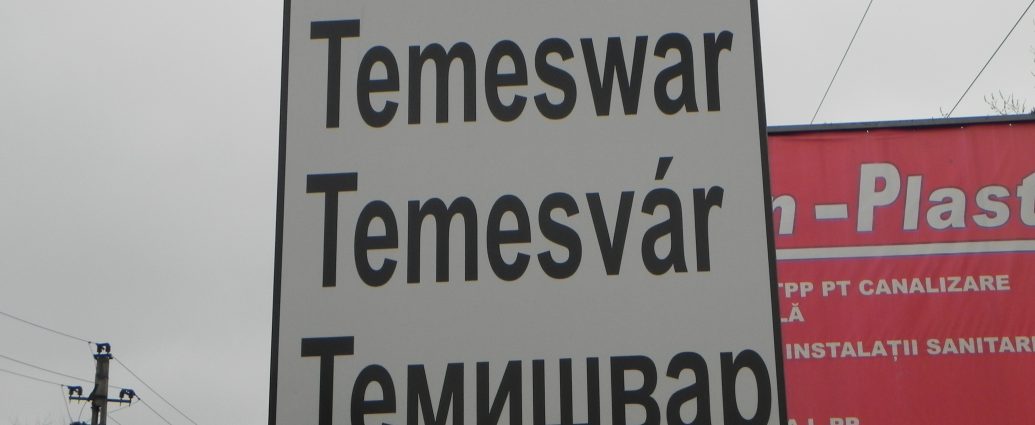 Temeswar
Temesvár
Темишвар
-Plast
TPP PT CANALIZARE
LĂ
INSTALAȚII SANITAR